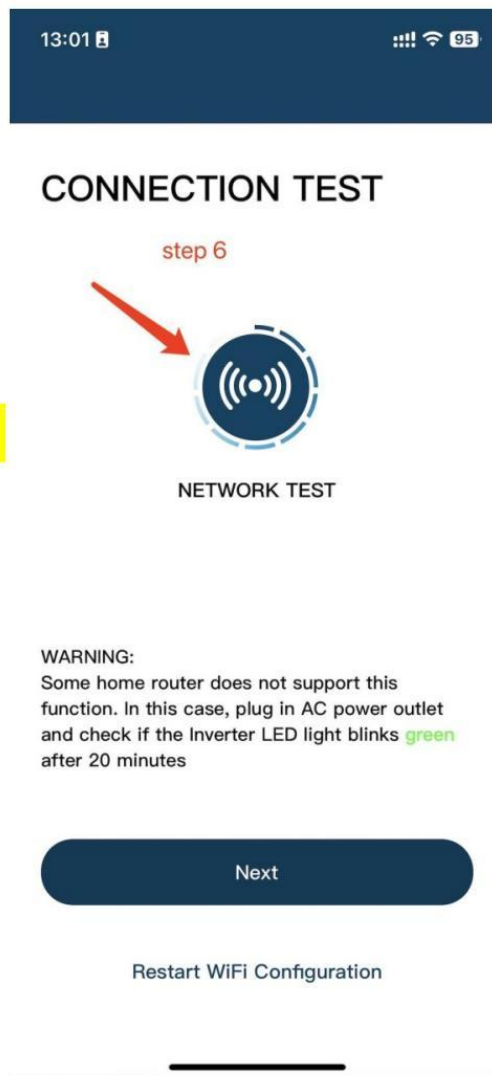 13:01
95
CONNECTION TEST
step 6
NETWORK TEST
WARNING:
Some home router does not support this
function. In this case, plug in AC power outlet
and check if the Inverter LED light blinks green
after 20 minutes
Next
Restart WiFi Configuration